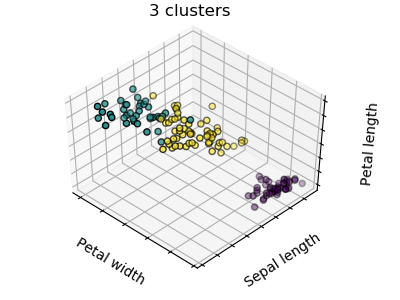 3 clusters
Petal length
Petal width
Sepal length